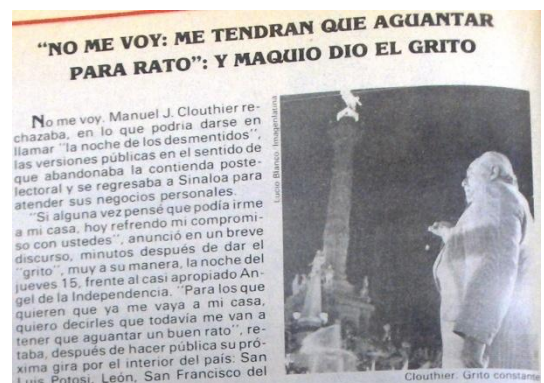 "NO ME VOY: ME TENDRAN QUE AGUANTAR
PARA RATO": Y MAQUIO DIO EL GRITO
No me voy. Manuel J. Clouthier re-
chazaba, en lo que podria darse en
llamar "la noche de los desmentidos",
las versiones públicas en el sentido de
que abandonaba la contienda poste-
lectoral y se regresaba a Sinaloa para
atender sus negocios personales.
"Si alguna vez pensé que podía irme
a mi casa, hoy refrendo mi compromi-
so con ustedes", anunció en un breve
discurso, minutos después de dar el
"grito", muy a su manera, la noche del
jueves 15, frente al casi apropiado An-
gel de la Independencia. "Para los que
quieren que ya me vaya a mi casa,
quiero decirles que todavía me van a
tener que aguantar un buen rato", re-
taba, después de hacer pública su pró-
xima gira por el interior del país: San
Luis Potosí, León, San Francisco del
Lucio Blanco. Imagenlatina
Clouthier. Grito constante